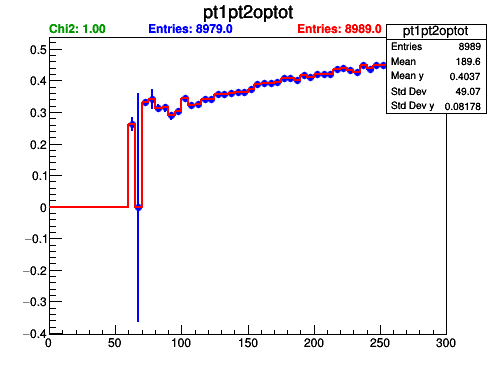 pt1pt2optot
Chi2: 1.00 Entries: 8979.0 Entries: 8989.0
pt1pt2optot
Entries 8989
Mean 189.6
Mean y 0.4037
Std Dev 49.07
Std Dev y 0.08178
0.5
0.4
0.3
0.2
0.1
0
−0.1
−0.2
−0.3
−0.4
0 50 100 150 200 250 300